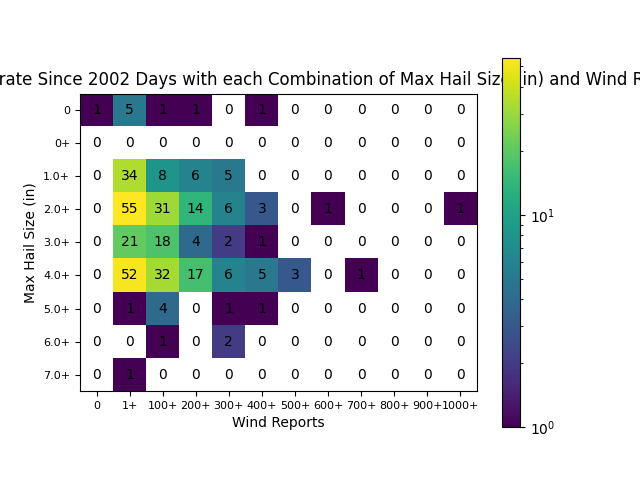 rate Since 2002 Days with each Combination of Max Hail Size (in) and Wind R
0 1 5 1 1 0 1 0 0 0 0 0 0
0+ 0 0 0 0 0 0 0 0 0 0 0 0
1.0+ 0 34 8 6 5 0 0 0 0 0 0 0
2.0+ 0 55 31 14 6 3 0 1 0 0 0 1
3.0+ 0 21 18 4 2 1 0 0 0 0 0 0
4.0+ 0 52 32 17 6 5 3 0 1 0 0 0
5.0+ 0 1 4 0 1 1 0 0 0 0 0 0
6.0+ 0 0 1 0 2 0 0 0 0 0 0 0
7.0+ 0 1 0 0 0 0 0 0 0 0 0 0
0 1+ 100+ 200+ 300+ 400+ 500+ 600+ 700+ 800+ 900+ 1000+
Wind Reports
Max Hail Size (in)
10¹
10⁰